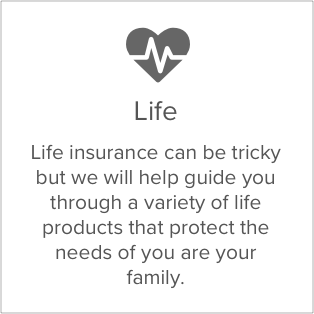 Life
Life insurance can be tricky
but we will help guide you
through a variety of life
products that protect the
needs of you are your
family.